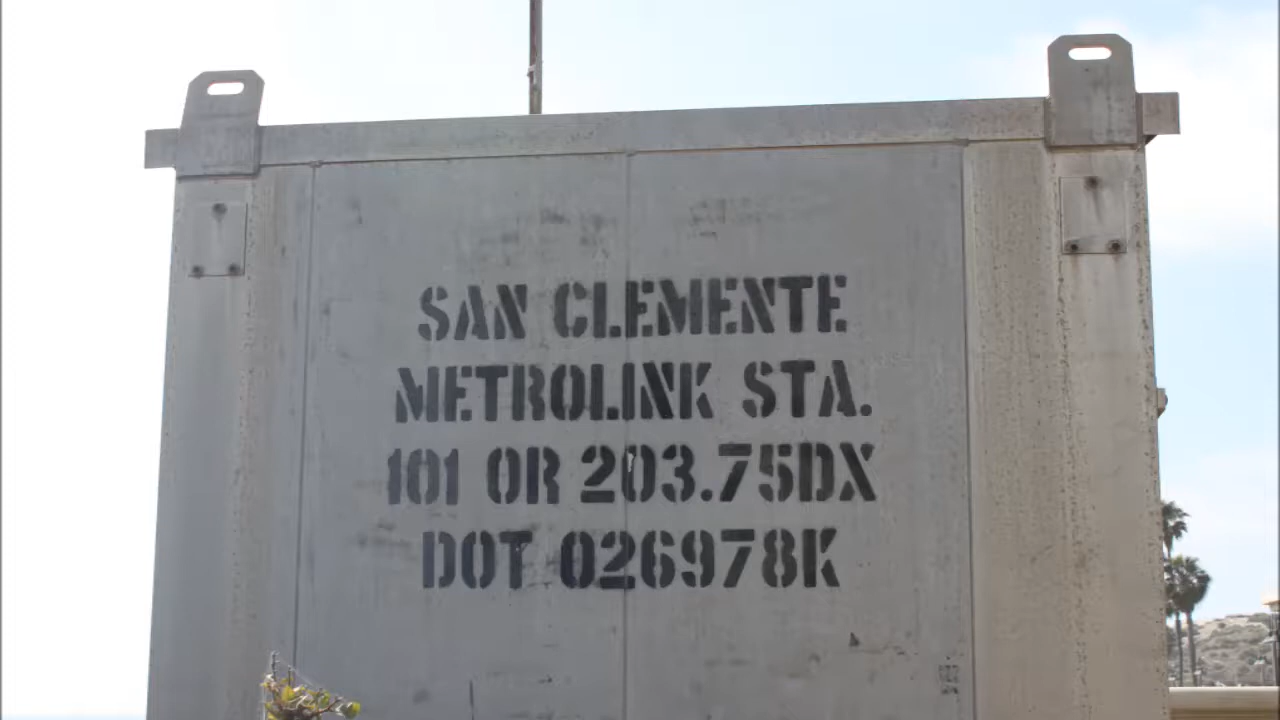 SAN CLEMENTE
METROLINK STA.
101 OR 203.75DX
DOT 026978K